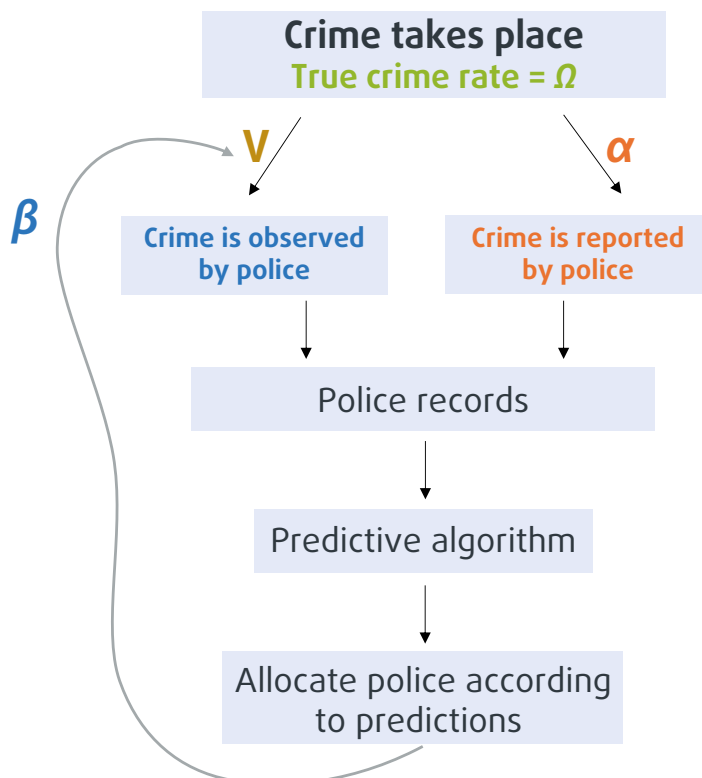 Crime takes place
True crime rate = Ω
V
α
β
Crime is observed
by police
Crime is reported
by police
Police records
Predictive algorithm
Allocate police according
to predictions